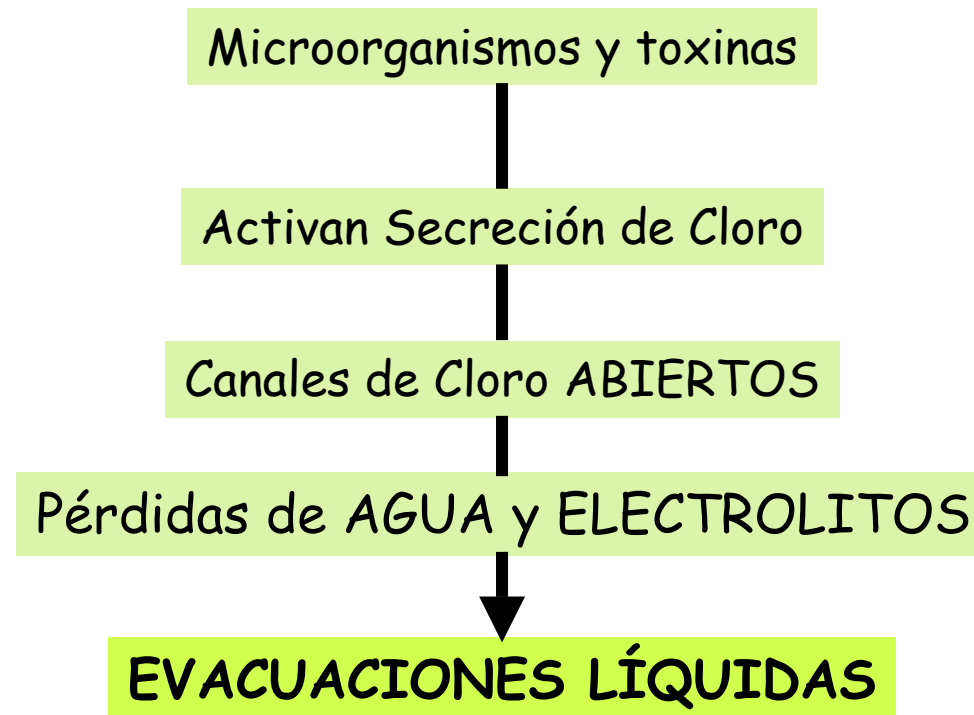 Microorganismos y toxinas
Activan Secreción de Cloro
Canales de Cloro ABIERTOS
Pérdidas de AGUA y ELECTROLITOS
EVACUACIONES LÍQUIDAS